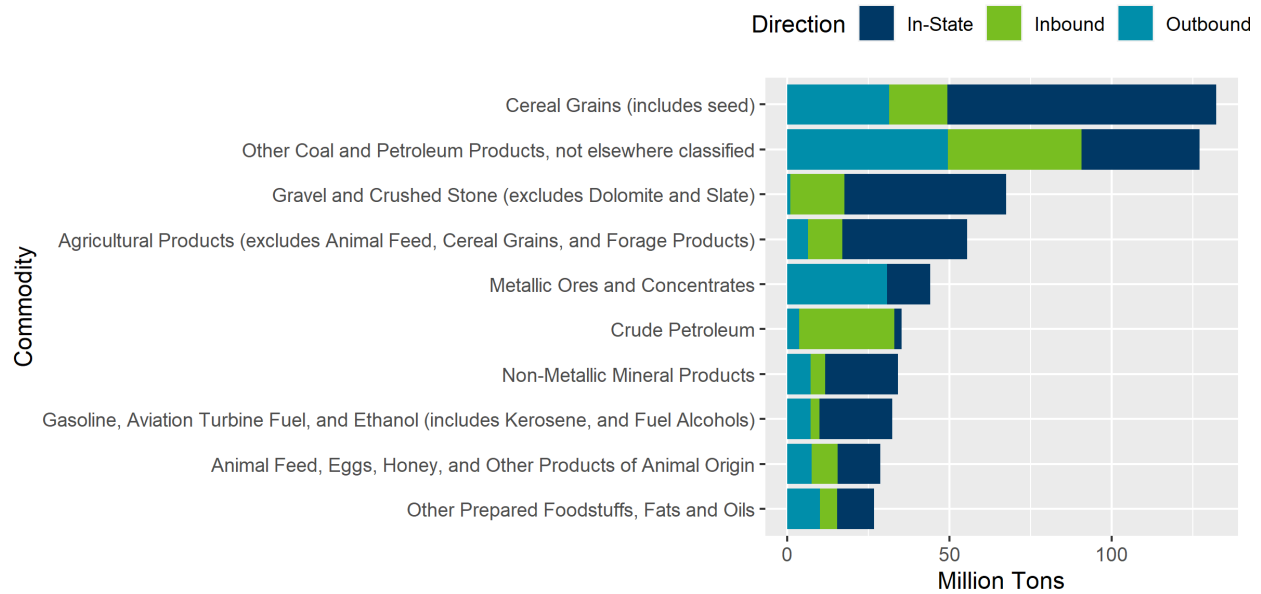 Direction In-State Inbound Outbound
Commodity
Cereal Grains (includes seed)
Other Coal and Petroleum Products, not elsewhere classified
Gravel and Crushed Stone (excludes Dolomite and Slate)
Agricultural Products (excludes Animal Feed, Cereal Grains, and Forage Products)
Metallic Ores and Concentrates
Crude Petroleum
Non-Metallic Mineral Products
Gasoline, Aviation Turbine Fuel, and Ethanol (includes Kerosene, and Fuel Alcohols)
Animal Feed, Eggs, Honey, and Other Products of Animal Origin
Other Prepared Foodstuffs, Fats and Oils
0 50 100
Million Tons